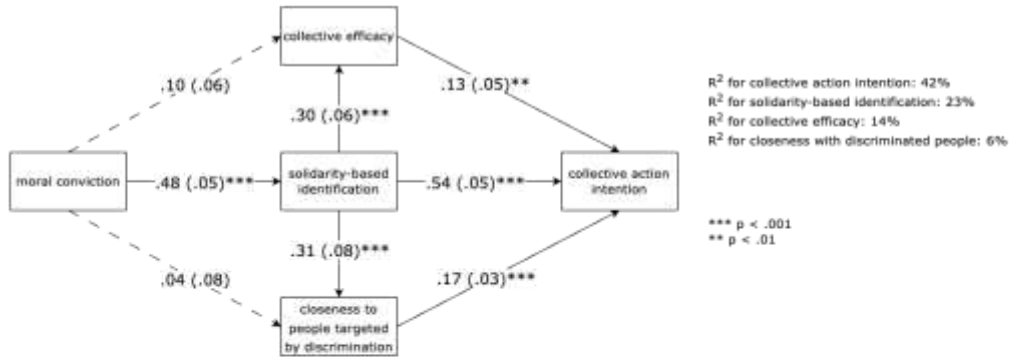 collective efficacy
.10 (.06)
.13 (.05)**
.30 (.06)***
moral conviction
.48 (.05)***
solidarity-based
identification
.54 (.05)***
collective action
intention
.31 (.08)***
.04 (.08)
.17 (.03)***
closeness to
people targeted
by discrimination
R² for collective action intention: 42%
R² for solidarity-based identification: 23%
R² for collective efficacy: 14%
R² for closeness with discriminated people: 6%
*** p < .001
** p < .01